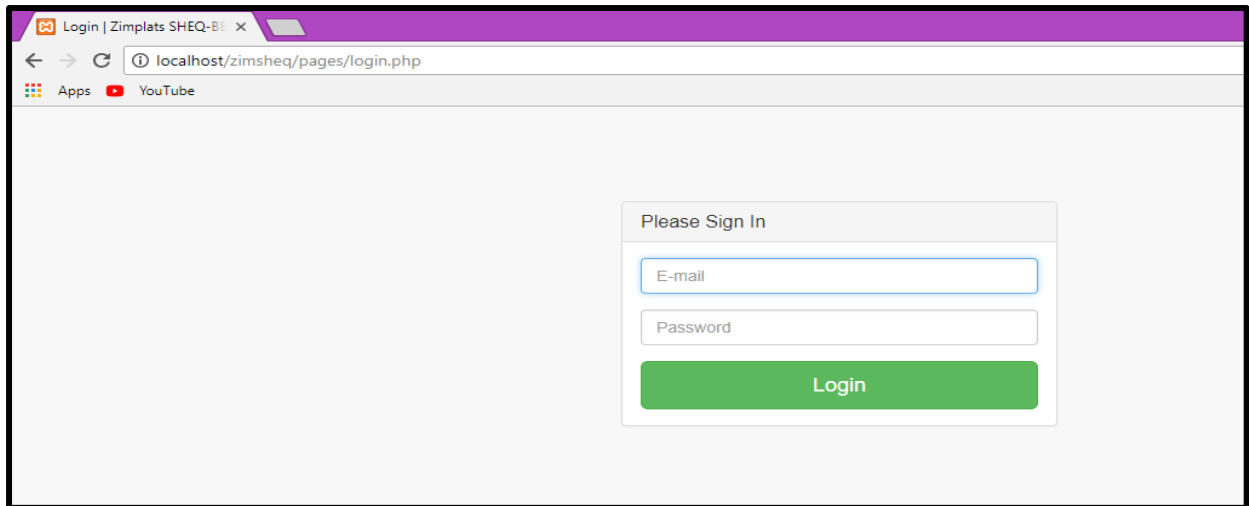 Login | Zimplats SHEQ-BE
localhost/zimsheq/pages/login.php
Apps YouTube
Please Sign In
E-mail
Password
Login